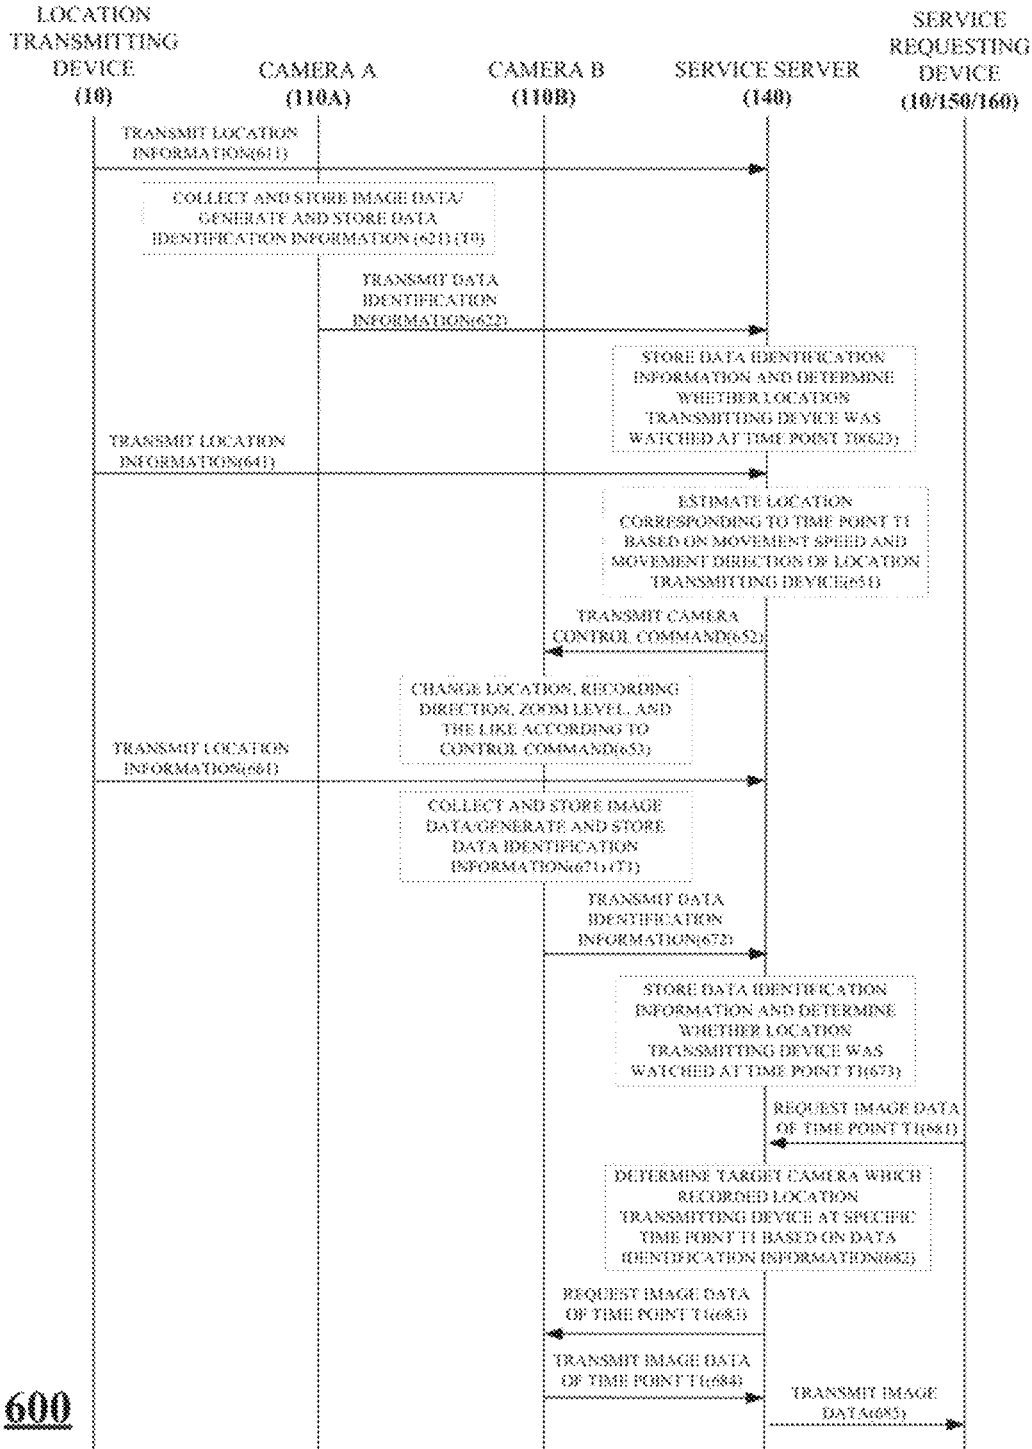 LOCATION
TRANSMITTING
DEVICE
(10)
CAMERA A
(110A)
CAMERA B
(110B)
SERVICE SERVER
(140)
SERVICE
REQUESTING
DEVICE
(10/150/160)
TRANSMIT LOCATION
INFORMATION(611)
COLLECT AND STORE IMAGE DATA/
GENERATE AND STORE DATA
IDENTIFICATION INFORMATION (621) (T0)
TRANSMIT DATA
IDENTIFICATION
INFORMATION(622)
STORE DATA IDENTIFICATION
INFORMATION AND DETERMINE
WHETHER LOCATION
TRANSMITTING DEVICE WAS
WATCHED AT TIME POINT T0(623)
TRANSMIT LOCATION
INFORMATION(641)
ESTIMATE LOCATION
CORRESPONDING TO TIME POINT T1
BASED ON MOVEMENT SPEED AND
MOVEMENT DIRECTION OF LOCATION
TRANSMITTING DEVICE(651)
TRANSMIT CAMERA
CONTROL COMMAND(652)
CHANGE LOCATION, RECORDING
DIRECTION, ZOOM LEVEL, AND
THE LIKE ACCORDING TO
CONTROL COMMAND(653)
TRANSMIT LOCATION
INFORMATION(661)
COLLECT AND STORE IMAGE
DATA/GENERATE AND STORE
DATA IDENTIFICATION
INFORMATION(671) (T1)
TRANSMIT DATA
IDENTIFICATION
INFORMATION(672)
STORE DATA IDENTIFICATION
INFORMATION AND DETERMINE
WHETHER LOCATION
TRANSMITTING DEVICE WAS
WATCHED AT TIME POINT T1(673)
REQUEST IMAGE DATA
OF TIME POINT T1(681)
DETERMINE TARGET CAMERA WHICH
RECORDED LOCATION
TRANSMITTING DEVICE AT SPECIFIC
TIME POINT T1 BASED ON DATA
IDENTIFICATION INFORMATION(682)
REQUEST IMAGE DATA
OF TIME POINT T1(683)
TRANSMIT IMAGE DATA
OF TIME POINT T1(684)
TRANSMIT IMAGE
DATA(685)
600